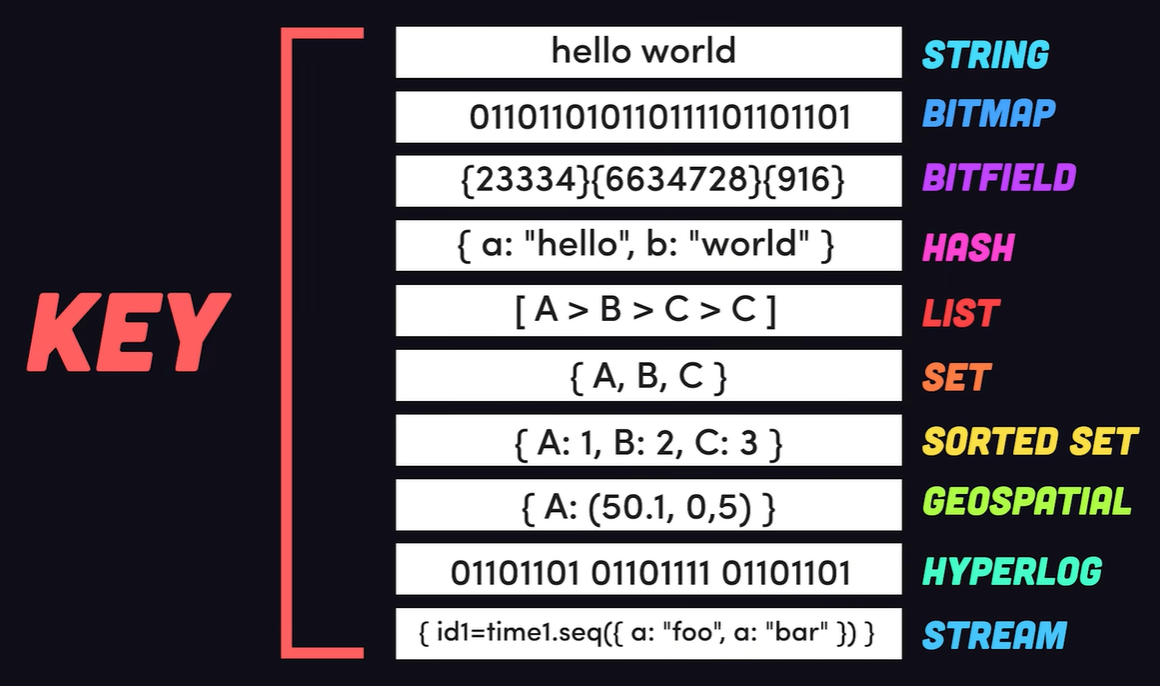 KEY
hello world STRING
011011010110111101101101 BITMAP
{23334}{6634728}{916} BITFIELD
{ a: "hello", b: "world" } HASH
[ A > B > C > C ] LIST
{ A, B, C } SET
{ A: 1, B: 2, C: 3 } SORTED SET
{ A: (50.1, 0,5) } GEOSPATIAL
01101101 01101111 01101101 HYPERLOG
{ id1=time1.seq({ a: "foo", a: "bar" }) } STREAM